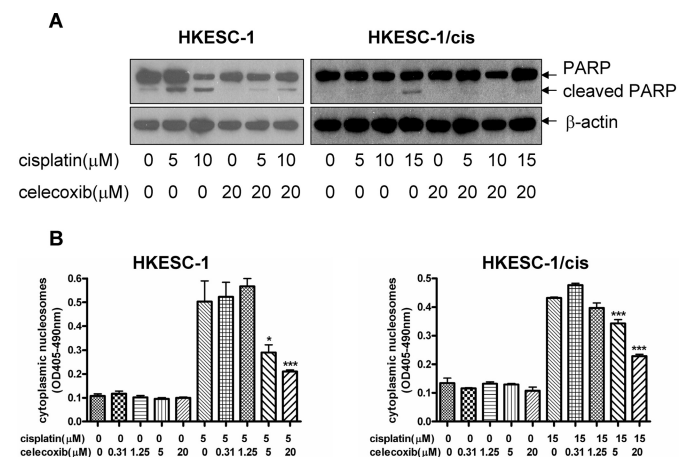 A
HKESC-1 HKESC-1/cis
PARP
cleaved PARP
β-actin
cisplatin(μM) 0 5 10 0 5 10 0 5 10 15 0 5 10 15
celecoxib(μM) 0 0 0 20 20 20 0 0 0 0 20 20 20 20
B
HKESC-1
cytoplasmic nucleosomes
(OD405-490nm)
0.6
0.5
0.4
0.3
0.2
0.1
0.0
* ***
cisplatin(μM) 0 0 0 0 0 5 5 5 5 5
celecoxib(μM) 0 0.31 1.25 5 20 0 0.31 1.25 5 20
HKESC-1/cis
cytoplasmic nucleosomes
(OD405-490nm)
0.5
0.4
0.3
0.2
0.1
0.0
*** ***
cisplatin(μM) 0 0 0 0 0 15 15 15 15 15
celecoxib(μM) 0 0.31 1.25 5 20 0 0.31 1.25 5 20